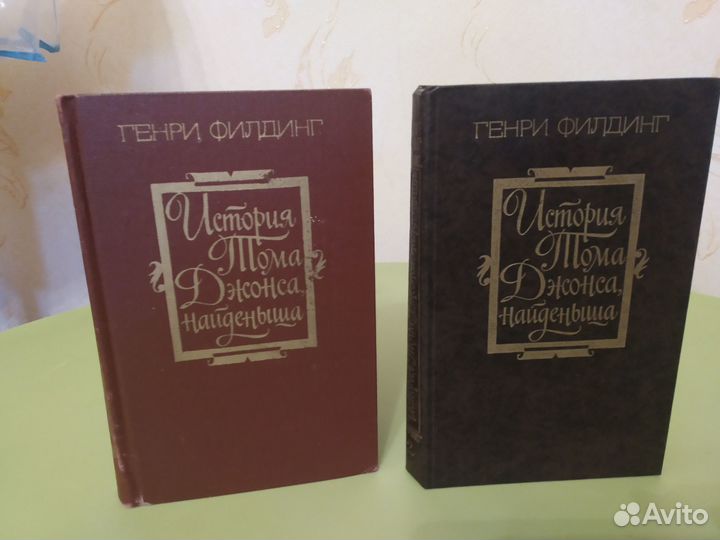 ГЕНРИ ФИЛДИНГ
История
Тома
Джонса,
найденыша
ГЕНРИ ФИЛДИНГ
История
Тома
Джонса,
найденыша
Avito